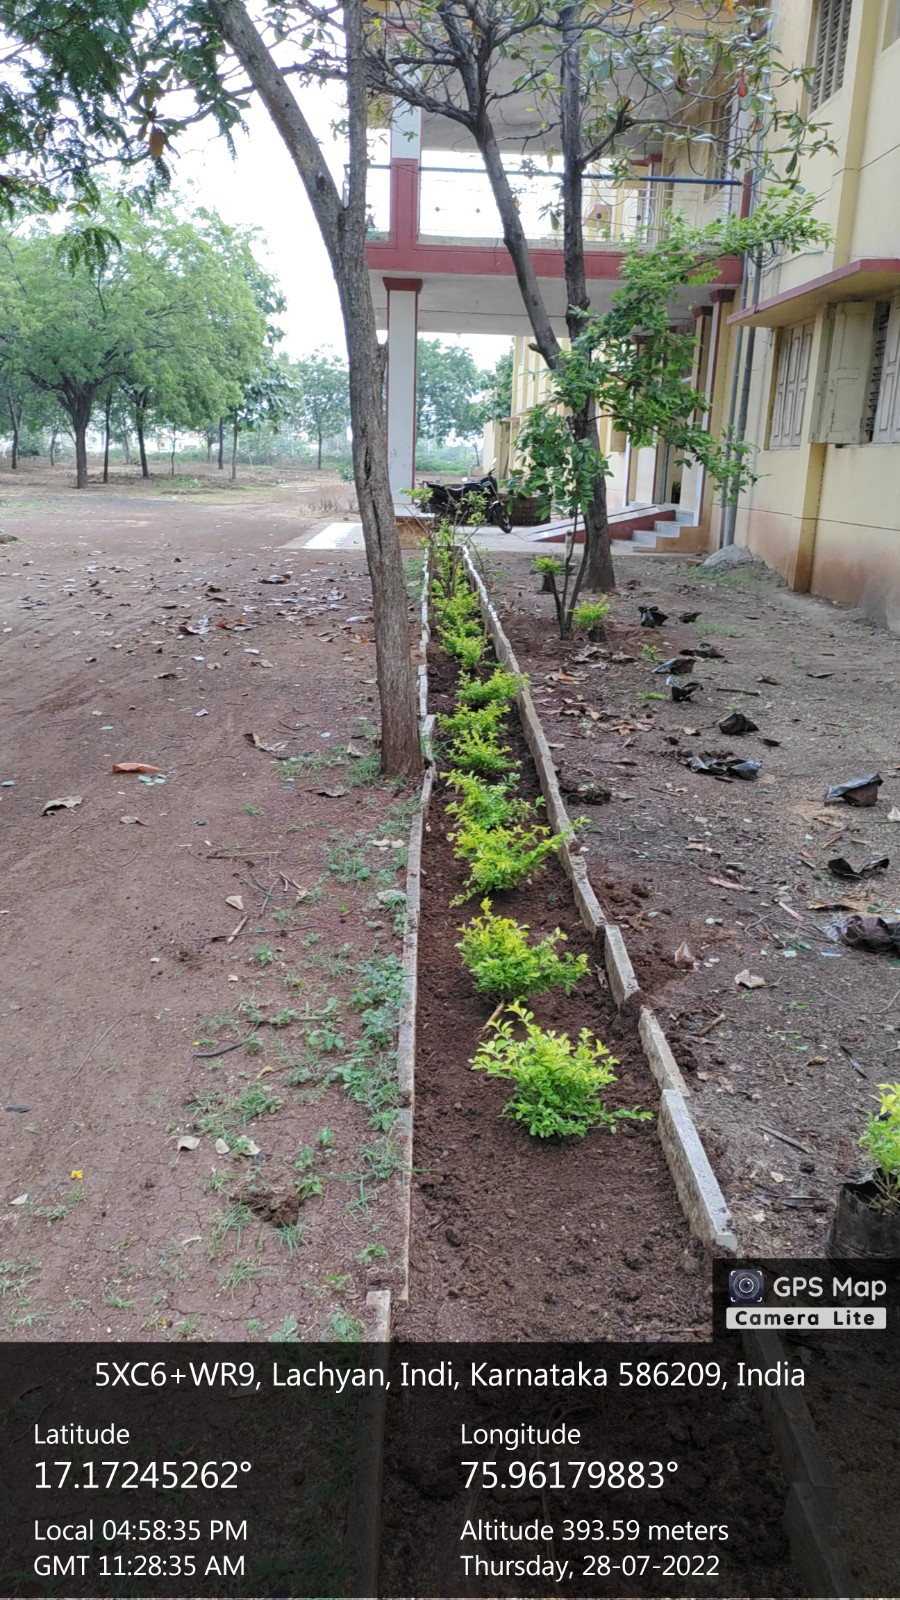 GPS Map
Camera Lite
5XC6+WR9, Lachyan, Indi, Karnataka 586209, India
Latitude
17.17245262°
Longitude
75.96179883°
Local 04:58:35 PM
GMT 11:28:35 AM
Altitude 393.59 meters
Thursday, 28-07-2022